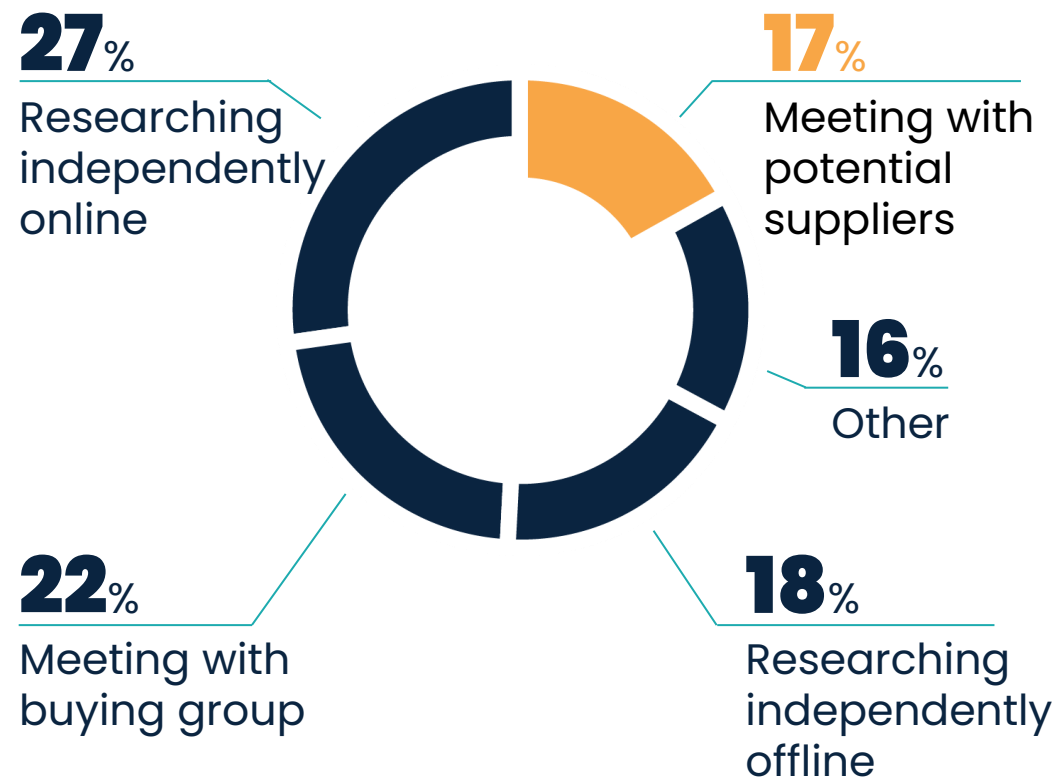 27%
Researching
independently
online
17%
Meeting with
potential
suppliers
16%
Other
22%
Meeting with
buying group
18%
Researching
independently
offline